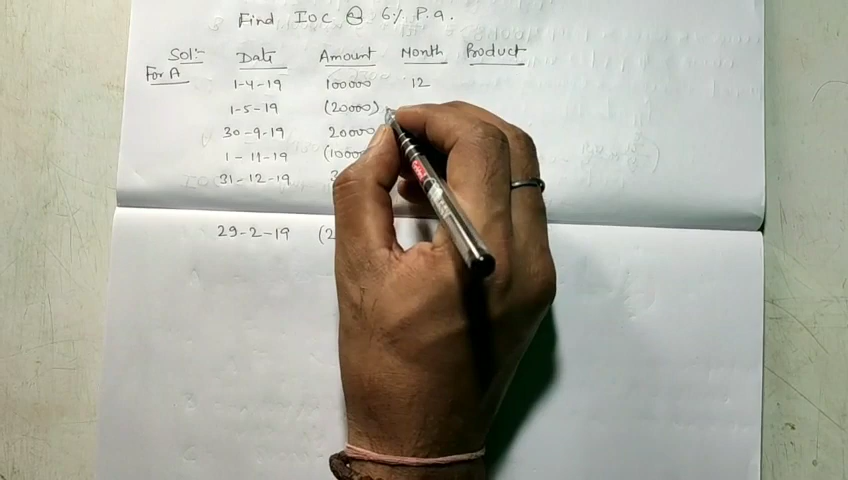 Find IOC @ 6% P.a.
Sol:- Date Amount Month Product
For A
1-4-19 100000 12
1-5-19 (20000)
30-9-19 20000
1-11-19
31-12-19
29-2-19